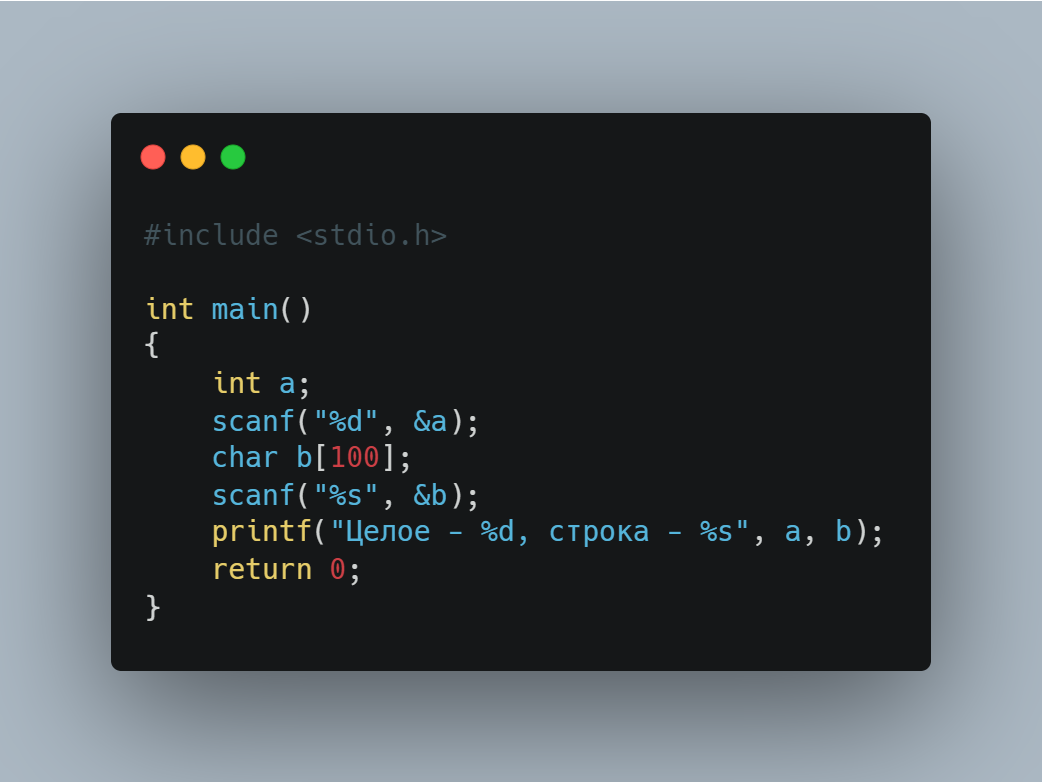 #include <stdio.h>
int main()
{
    int a;
    scanf("%d", &a);
    char b[100];
    scanf("%s", &b);
    printf("Целое - %d, строка - %s", a, b);
    return 0;
}